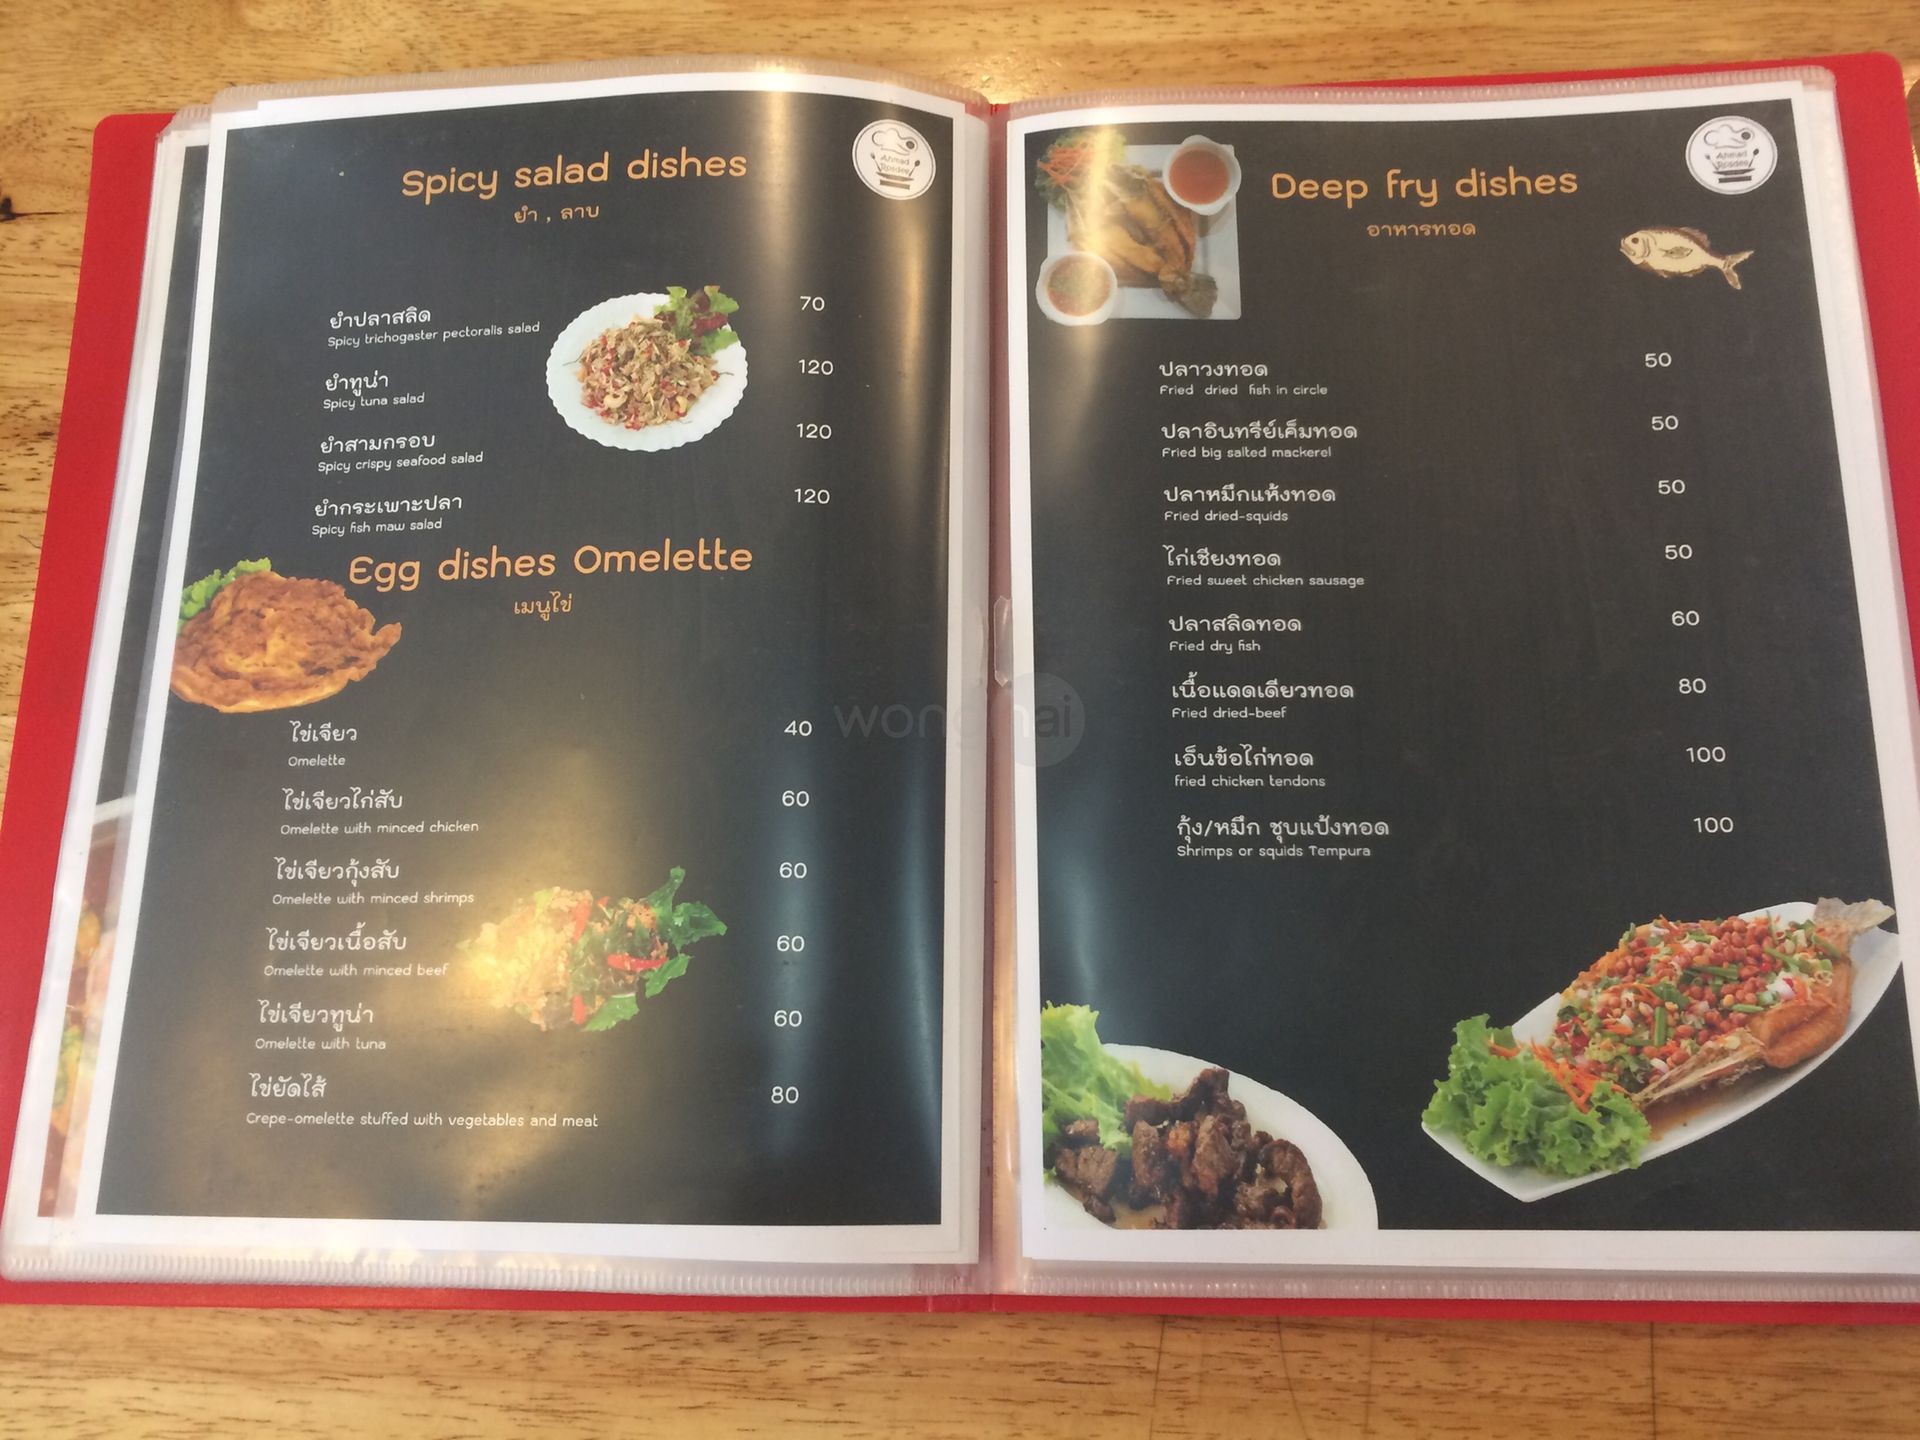 Spicy salad dishes
ยำ , ลาบ
ยำปลาสลิด 70
Spicy trichogaster pectoralis salad
ยำทูน่า 120
Spicy tuna salad
ยำสามกรอบ 120
Spicy crispy seafood salad
ยำกระเพาะปลา 120
Spicy fish maw salad
Egg dishes Omelette
เมนูไข่
ไข่เจียว 40
Omelette
ไข่เจียวไก่สับ 60
Omelette with minced chicken
ไข่เจียวกุ้งสับ 60
Omelette with minced shrimps
ไข่เจียวเนื้อสับ 60
Omelette with minced beef
ไข่เจียวทูน่า 60
Omelette with tuna
ไข่ยัดไส้ 80
Crepe-omelette stuffed with vegetables and meat
Ahmad
Rosdee
wongnai
Deep fry dishes
อาหารทอด
Ahmad
Rosdee
ปลาวงทอด 50
Fried dried fish in circle
ปลาอินทรีย์เค็มทอด 50
Fried big salted mackerel
ปลาหมึกแห้งทอด 50
Fried dried-squids
ไก่เชียงทอด 50
Fried sweet chicken sausage
ปลาสลิดทอด 60
Fried dry fish
เนื้อแดดเดียวทอด 80
Fried dried-beef
เอ็นข้อไก่ทอด 100
fried chicken tendons
กุ้ง/หมึก ชุบแป้งทอด 100
Shrimps or squids Tempura